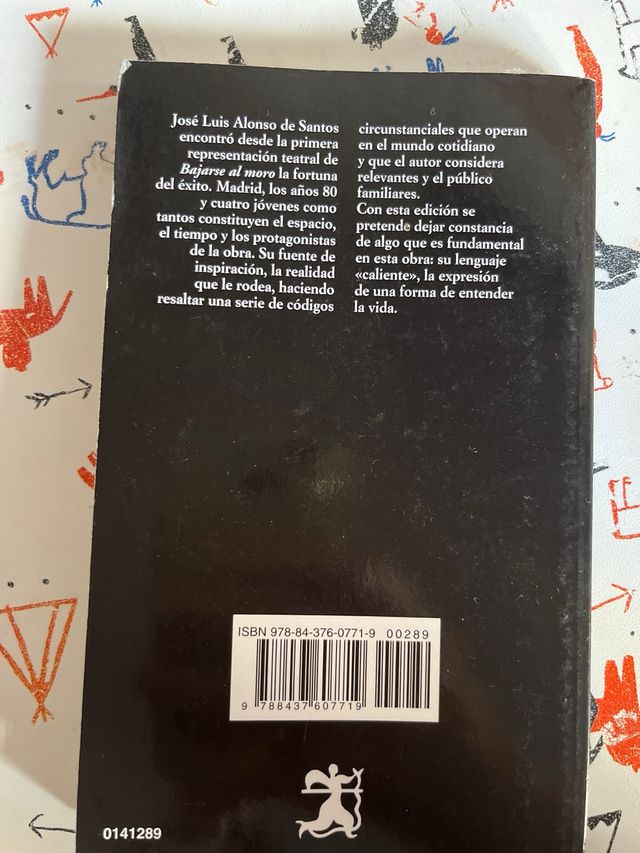 José Luis Alonso de Santos
encontró desde la primera
representación teatral de
Bajarse al moro la fortuna
del éxito. Madrid, los años 80
y cuatro jóvenes como
tantos constituyen el espacio,
el tiempo y los protagonistas
de la obra. Su fuente de
inspiración, la realidad
que le rodea, haciendo
resaltar una serie de códigos
circunstanciales que operan
en el mundo cotidiano
y que el autor considera
relevantes y el público
familiares.
Con esta edición se
pretende dejar constancia
de algo que es fundamental
en esta obra: su lenguaje
«caliente», la expresión
de una forma de entender
la vida.
ISBN 978-84-376-0771-9
00289
9 788437 607719
0141289